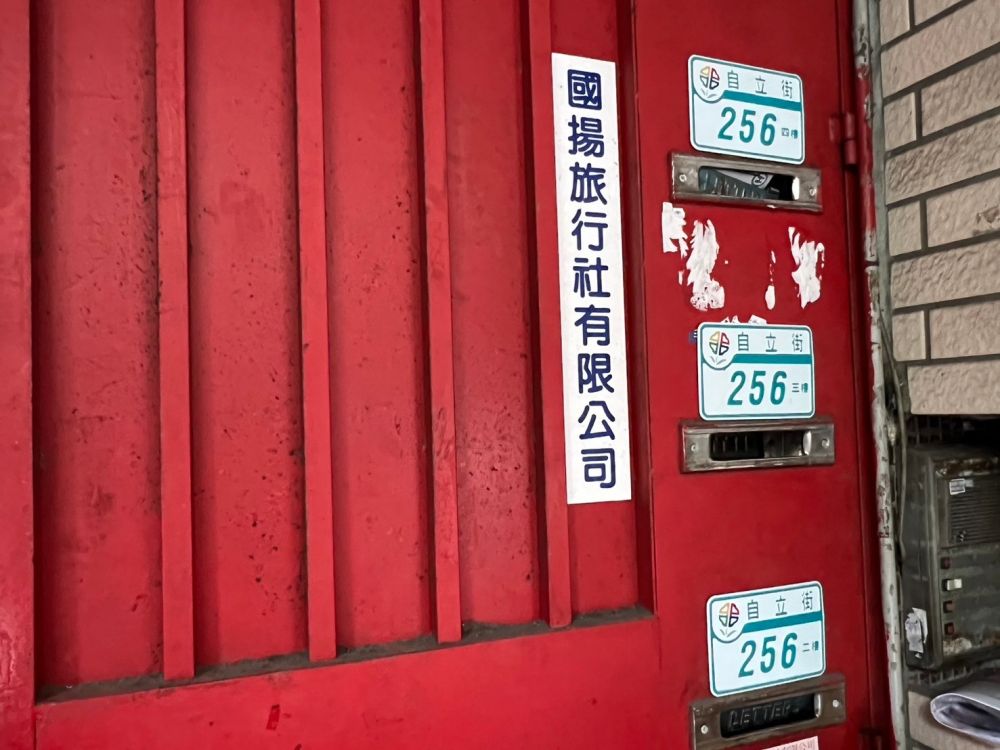 國揚旅行社有限公司
自立街
256 四樓
自立街
256 三樓
自立街
256 二樓
LETTERS